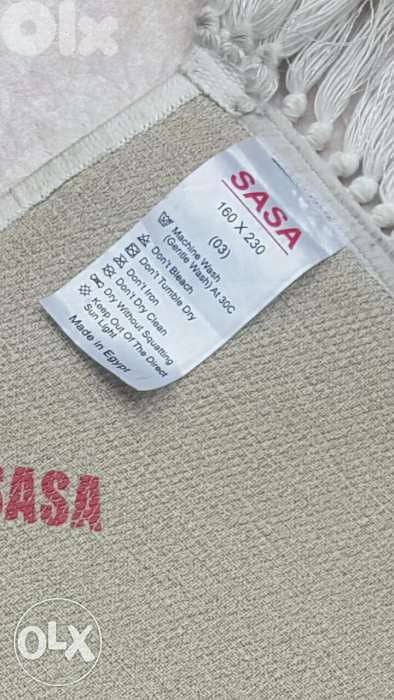 Olx
SASA
160 X 230
(03)
Machine Wash
(Gentle Wash) At 30C
Don't Bleach
Don't Tumble Dry
Don't Iron
Don't Dry Clean
Dry Without Squatting
Keep Out Of The Direct
Sun Light
Made in Egypt
SASA
OLX